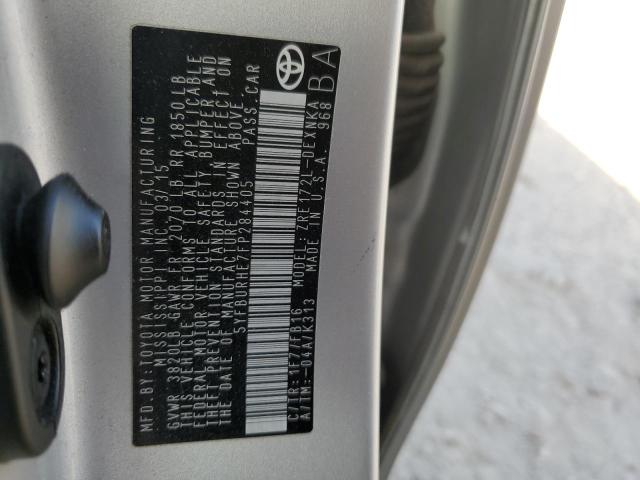 MFD.BY:TOYOTA MOTOR MANUFACTURING
MISSISSIPPI INC. 03/15
GVWR 3820LB GAWR FR 2070LB RR 1850LB
THIS VEHICLE CONFORMS TO ALL APPLICABLE
FEDERAL MOTOR VEHICLE SAFETY BUMPER AND
THEFT PREVENTION STANDARDS IN EFFECT ON
THE DATE OF MANUFACTURE SHOWN ABOVE.
5YFBURHE7FP284405 PASS.CAR
C/TR:1F7/FB16 MODEL:ZRE172L-DEXNKA
A/TM:-04A/K313 MADE IN U.S.A. 968
BA